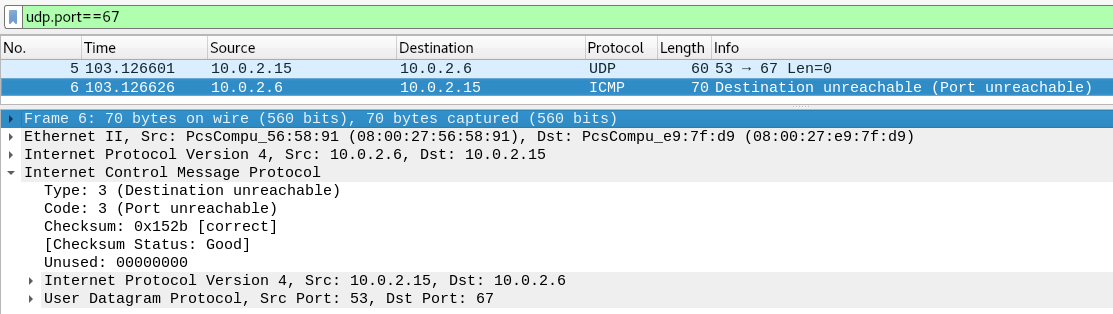 udp.port==67
No. Time Source Destination Protocol Length Info
5 103.126601 10.0.2.15 10.0.2.6 UDP 60 53 → 67 Len=0
6 103.126626 10.0.2.6 10.0.2.15 ICMP 70 Destination unreachable (Port unreachable)
Frame 6: 70 bytes on wire (560 bits), 70 bytes captured (560 bits)
Ethernet II, Src: PcsCompu_56:58:91 (08:00:27:56:58:91), Dst: PcsCompu_e9:7f:d9 (08:00:27:e9:7f:d9)
Internet Protocol Version 4, Src: 10.0.2.6, Dst: 10.0.2.15
Internet Control Message Protocol
Type: 3 (Destination unreachable)
Code: 3 (Port unreachable)
Checksum: 0x152b [correct]
[Checksum Status: Good]
Unused: 00000000
Internet Protocol Version 4, Src: 10.0.2.15, Dst: 10.0.2.6
User Datagram Protocol, Src Port: 53, Dst Port: 67